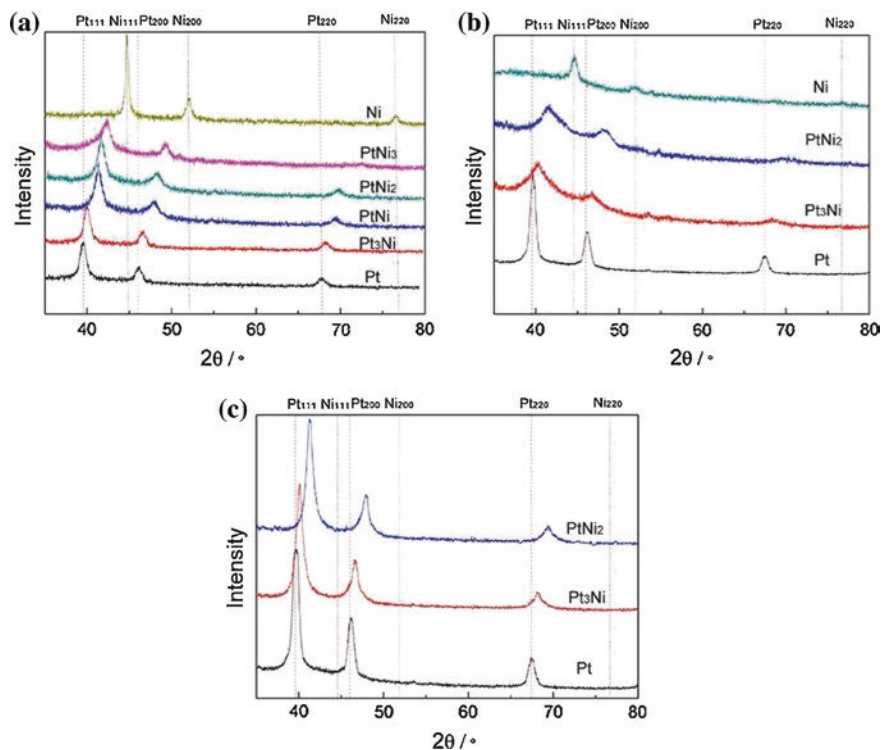 (a)
Pt111 Ni111 Pt200 Ni200 Pt220 Ni220
Ni
PtNi3
PtNi2
PtNi
Pt3Ni
Pt
Intensity
40 50 60 70 80
2θ / °
(b)
Pt111 Ni111 Pt200 Ni200 Pt220 Ni220
Ni
PtNi2
Pt3Ni
Pt
Intensity
40 50 60 70 80
2θ / °
(c)
Pt111 Ni111 Pt200 Ni200 Pt220 Ni220
PtNi2
Pt3Ni
Pt
Intensity
40 50 60 70 80
2θ / °